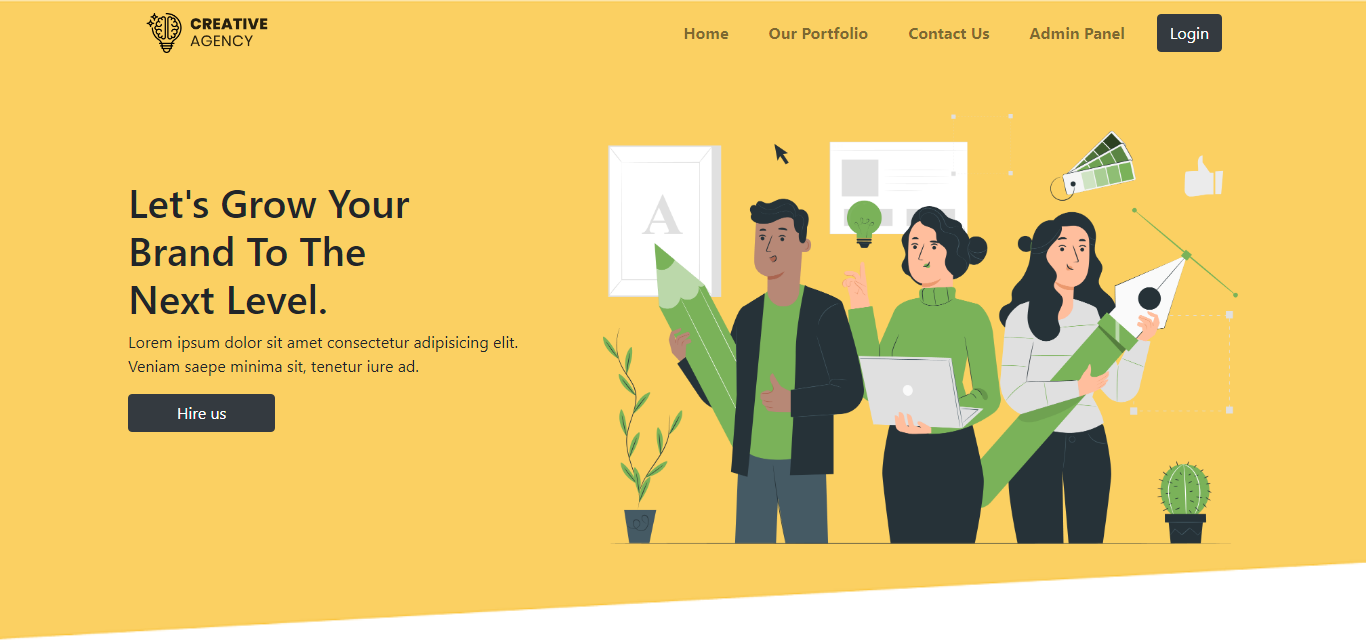 CREATIVE
AGENCY
Home Our Portfolio Contact Us Admin Panel Login
A
Let's Grow Your
Brand To The
Next Level.
Lorem ipsum dolor sit amet consectetur adipisicing elit.
Veniam saepe minima sit, tenetur iure ad.
Hire us